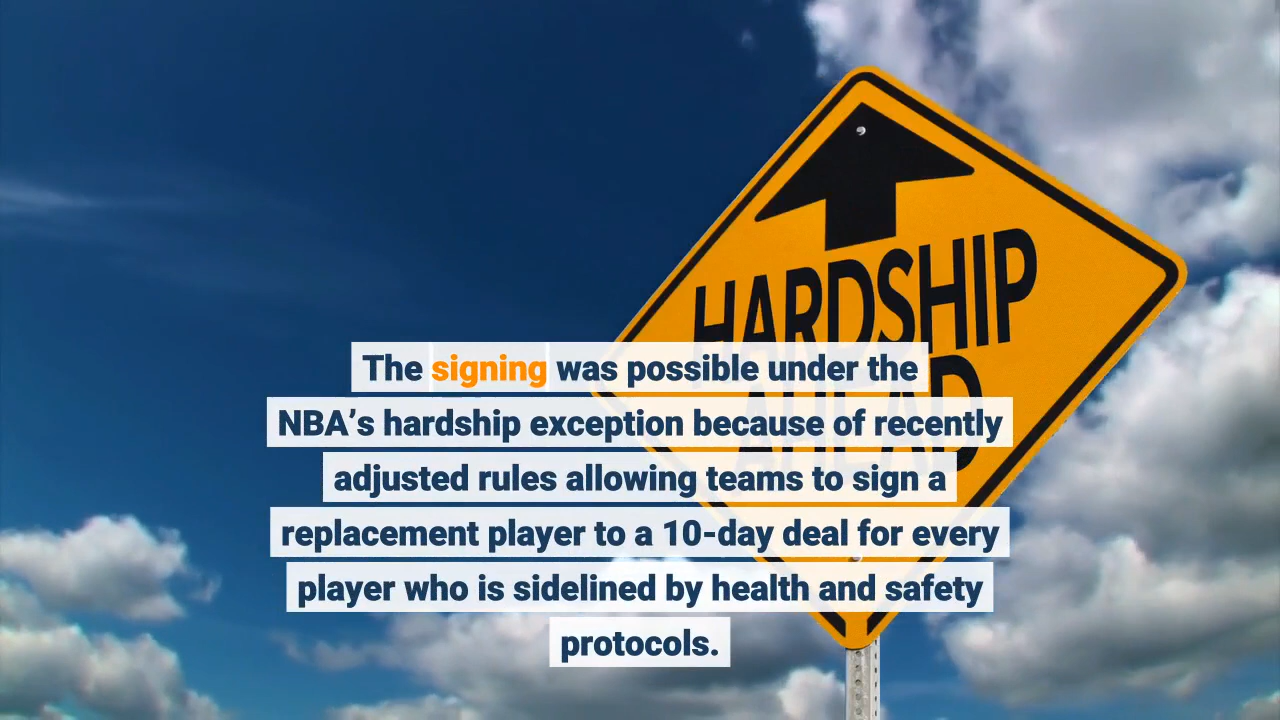 HARDSHIP
AHEAD
The signing was possible under the
NBA’s hardship exception because of recently
adjusted rules allowing teams to sign a
replacement player to a 10-day deal for every
player who is sidelined by health and safety
protocols.